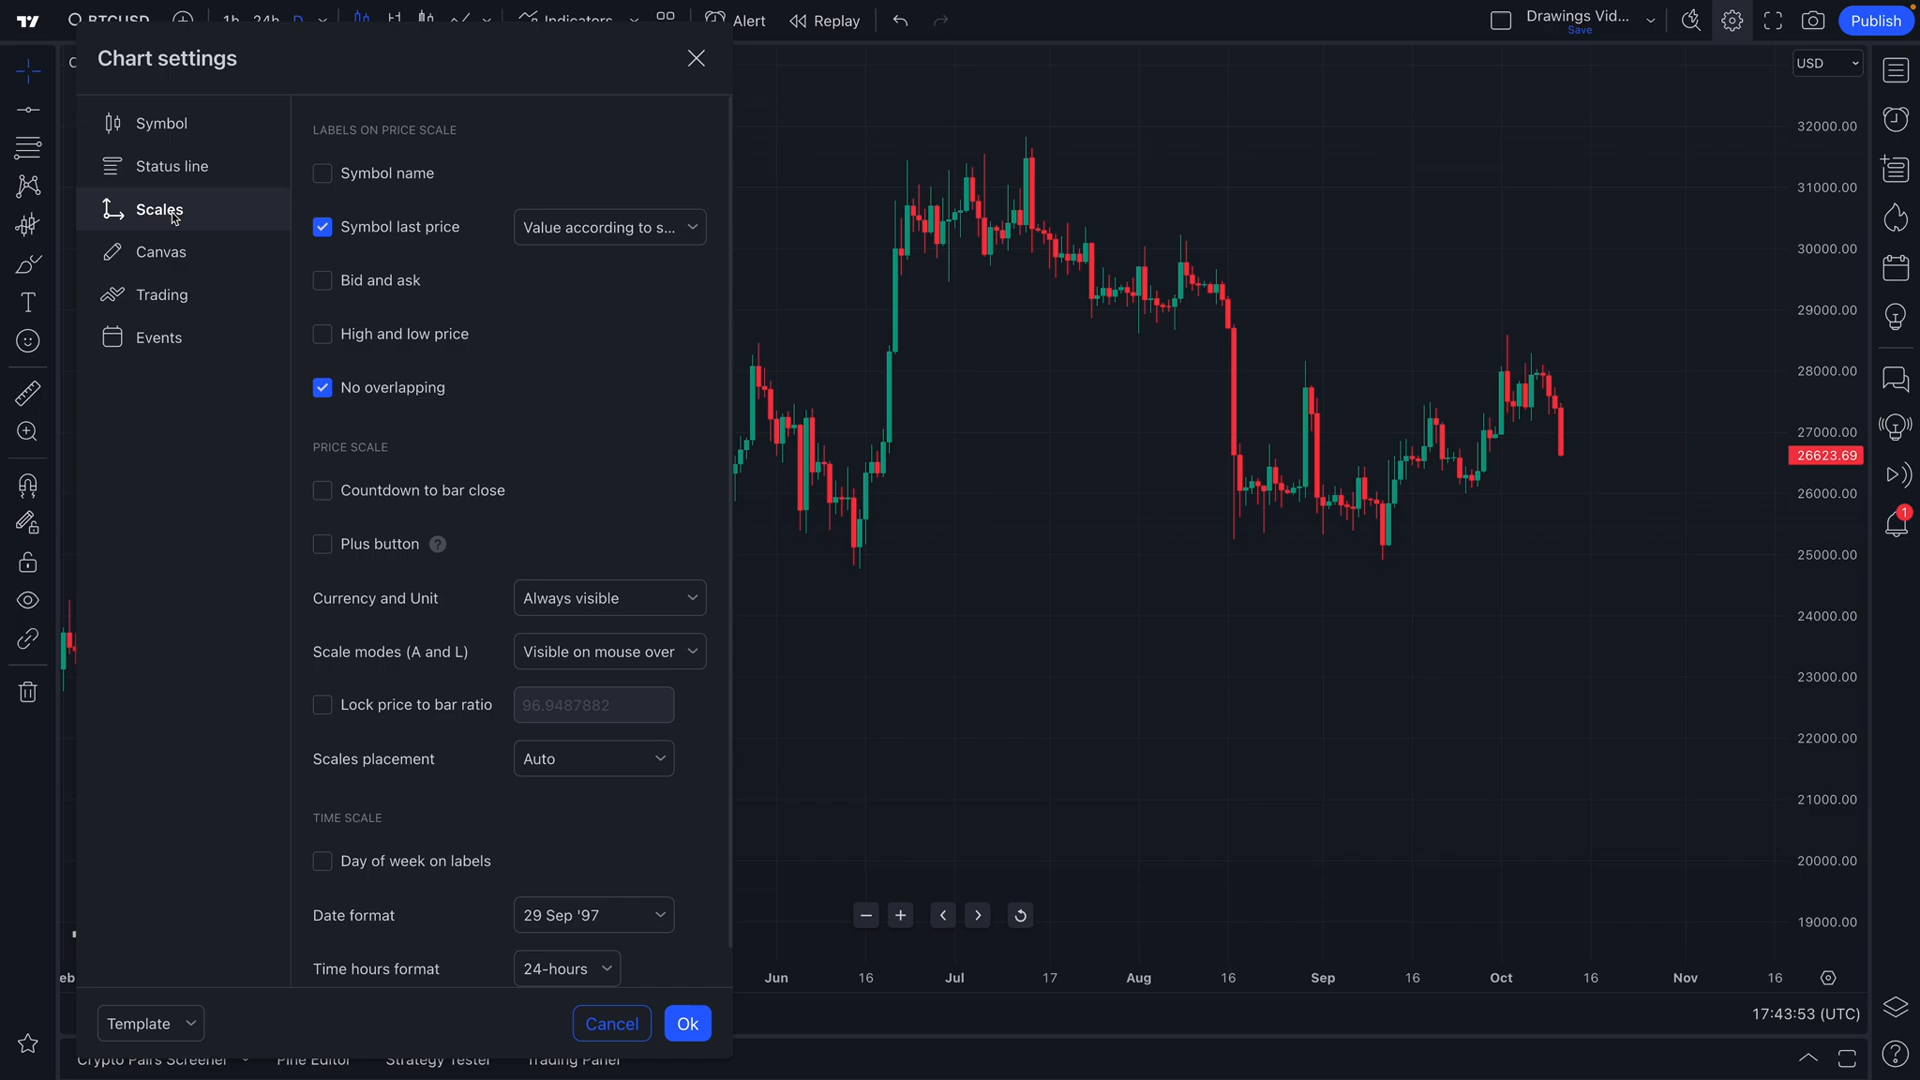 BTCUSD 1h 24h D Indicators Alert Replay Drawings Vid... Save Publish
Chart settings
USD
Symbol
Status line
Scales
Canvas
Trading
Events
LABELS ON PRICE SCALE
Symbol name
Symbol last price Value according to s...
Bid and ask
High and low price
No overlapping
PRICE SCALE
Countdown to bar close
Plus button ?
Currency and Unit Always visible
Scale modes (A and L) Visible on mouse over
Lock price to bar ratio 96.9487882
Scales placement Auto
TIME SCALE
Day of week on labels
Date format 29 Sep '97
Time hours format 24-hours
Template Cancel Ok
32000.00
31000.00
30000.00
29000.00
28000.00
27000.00
26623.69
26000.00
25000.00
24000.00
23000.00
22000.00
21000.00
20000.00
19000.00
1
eb Jun 16 Jul 17 Aug 16 Sep 16 Oct 16 Nov 16
17:43:53 (UTC)
Crypto Pairs Screener Pine Editor Strategy Tester Trading Panel